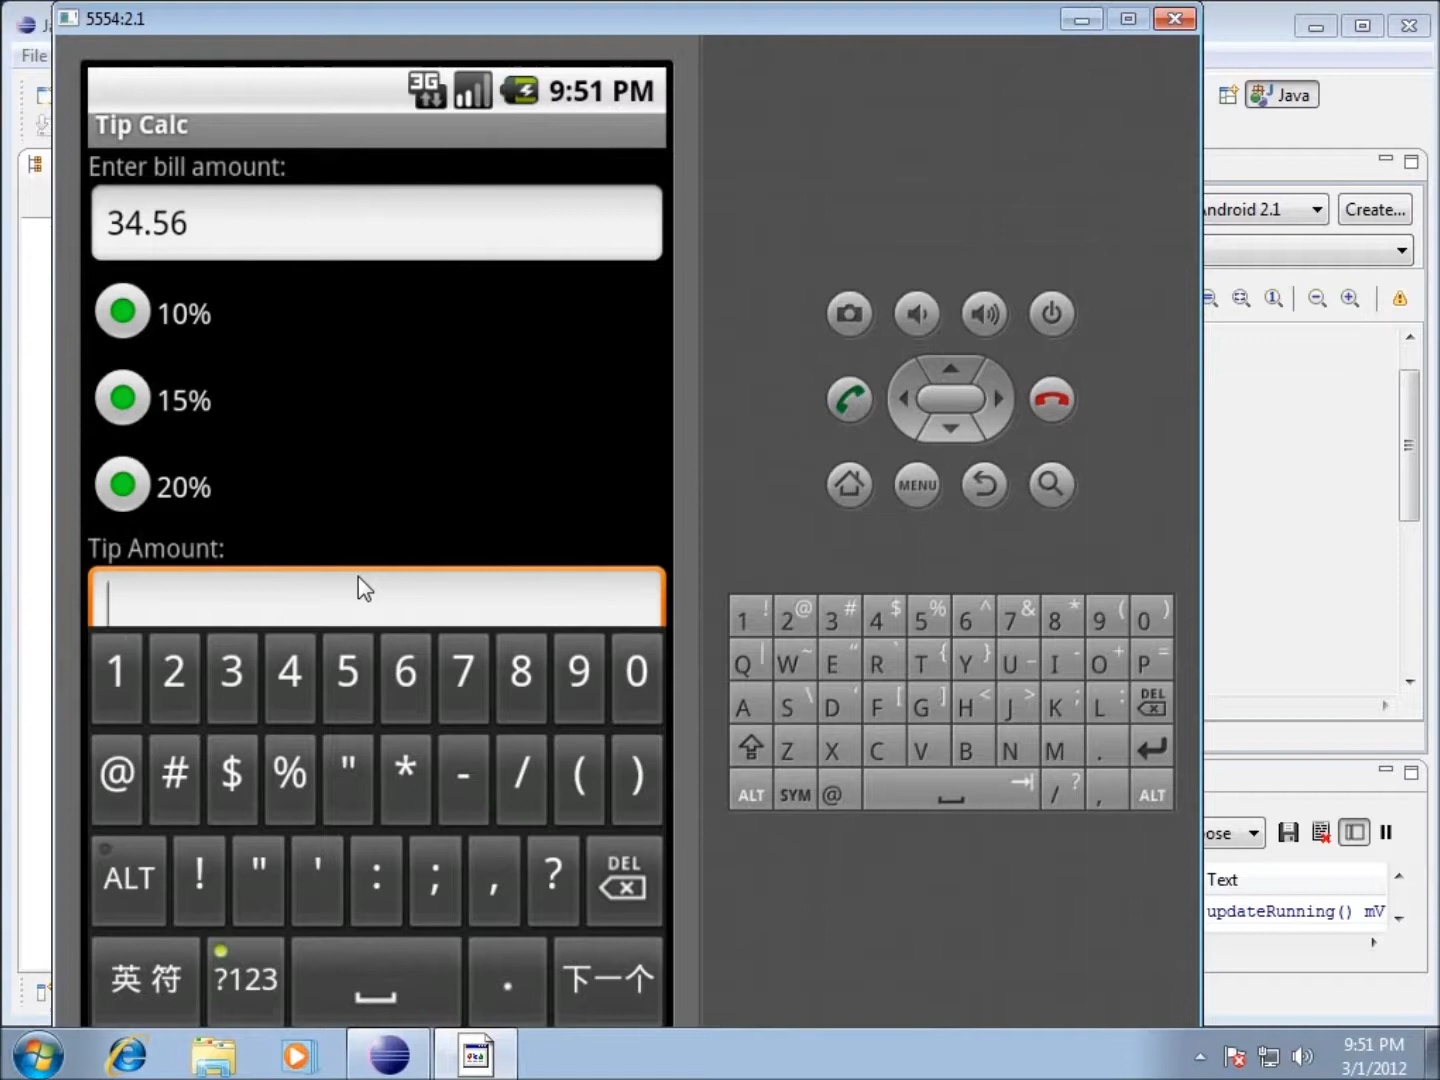 5554:2.1
J
File
3G 9:51 PM
Tip Calc
Enter bill amount:
34.56
10%
15%
20%
Tip Amount:
1 2 3 4 5 6 7 8 9 0
@ # $ % " * - / ( )
ALT ! " ' : ; , ? DEL
英 符 ?123 . 下一个
MENU
1 ! 2 @ 3 # 4 $ 5 % 6 ^ 7 & 8 * 9 ( 0 )
Q | W ~ E " R ` T { Y } U _ I - O + P =
A S \ D ' F [ G ] H < J > K ; L : DEL
Z X C V B N M .
ALT SYM @ / ? , ALT
Java
Android 2.1
Create...
1
ose
Text
updateRunning() mV
9:51 PM
3/1/2012